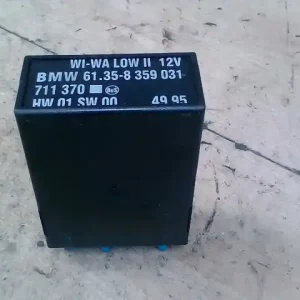 WI-WA LOW II 12V
BMW 61.35-8 359 031
711 370
HW 01 SW 00 49.95